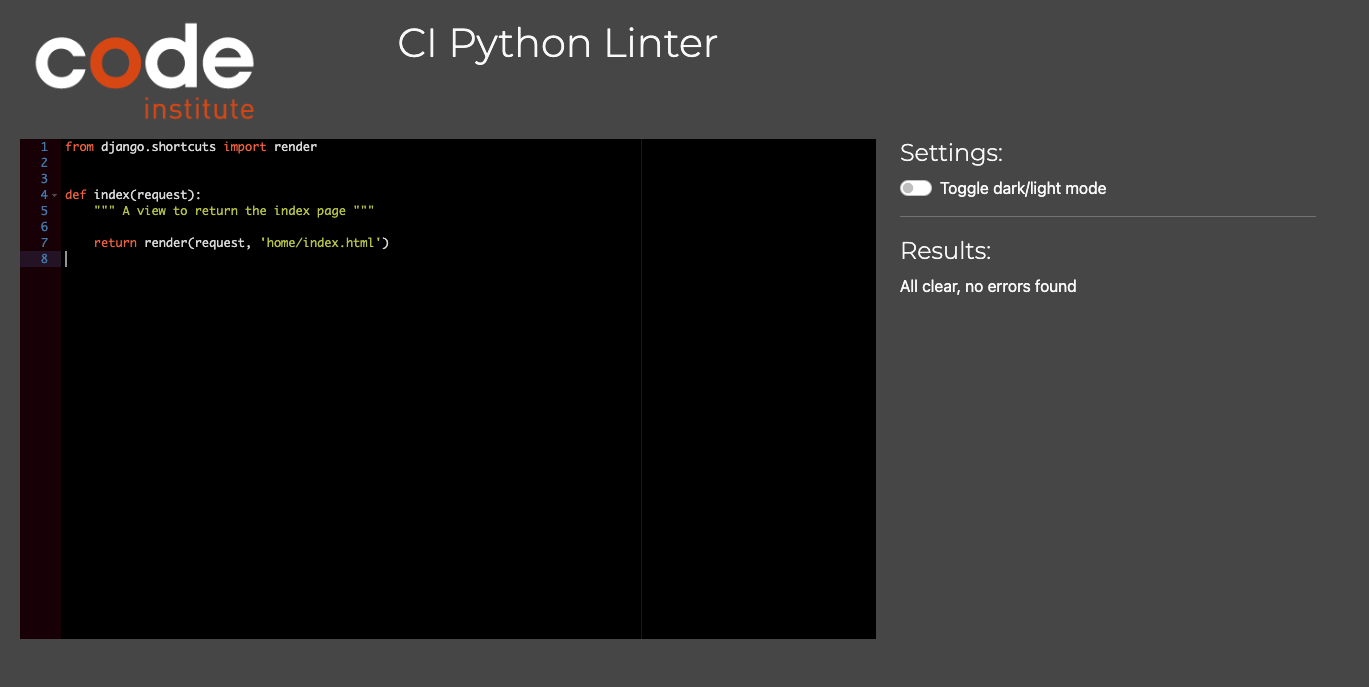 code
institute
CI Python Linter
1 from django.shortcuts import render
2
3
4 def index(request):
5     """ A view to return the index page """
6
7     return render(request, 'home/index.html')
8
Settings:
Toggle dark/light mode
Results:
All clear, no errors found